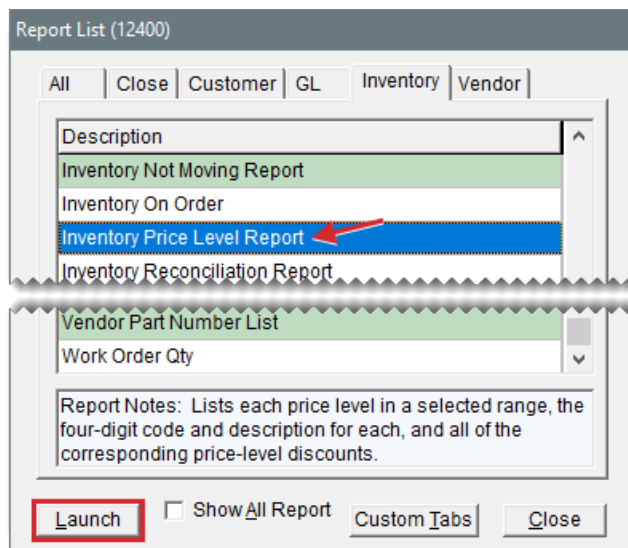 Report List (12400)
All Close Customer GL Inventory Vendor
Description
Inventory Not Moving Report
Inventory On Order
Inventory Price Level Report
Inventory Reconciliation Report
Vendor Part Number List
Work Order Qty
Report Notes: Lists each price level in a selected range, the
four-digit code and description for each, and all of the
corresponding price-level discounts.
Launch Show All Report Custom Tabs Close